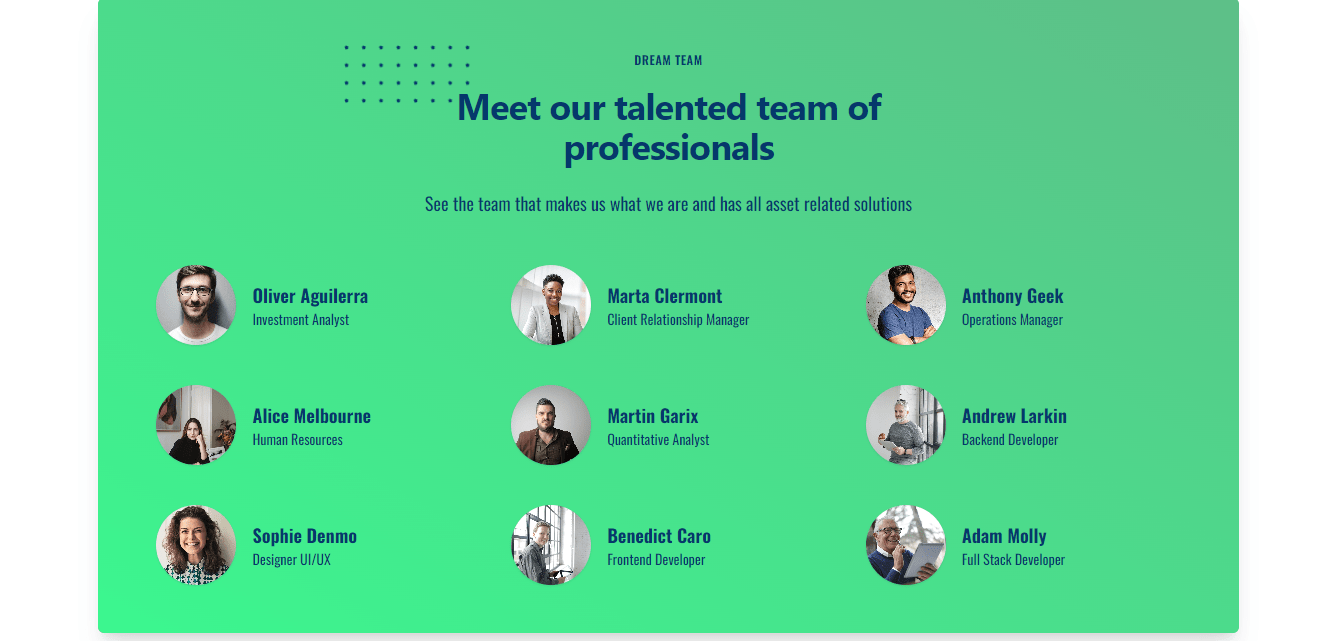 DREAM TEAM
Meet our talented team of
professionals
See the team that makes us what we are and has all asset related solutions
Oliver Aguilerra
Investment Analyst
Marta Clermont
Client Relationship Manager
Anthony Geek
Operations Manager
Alice Melbourne
Human Resources
Martin Garix
Quantitative Analyst
Andrew Larkin
Backend Developer
Sophie Denmo
Designer UI/UX
Benedict Caro
Frontend Developer
Adam Molly
Full Stack Developer